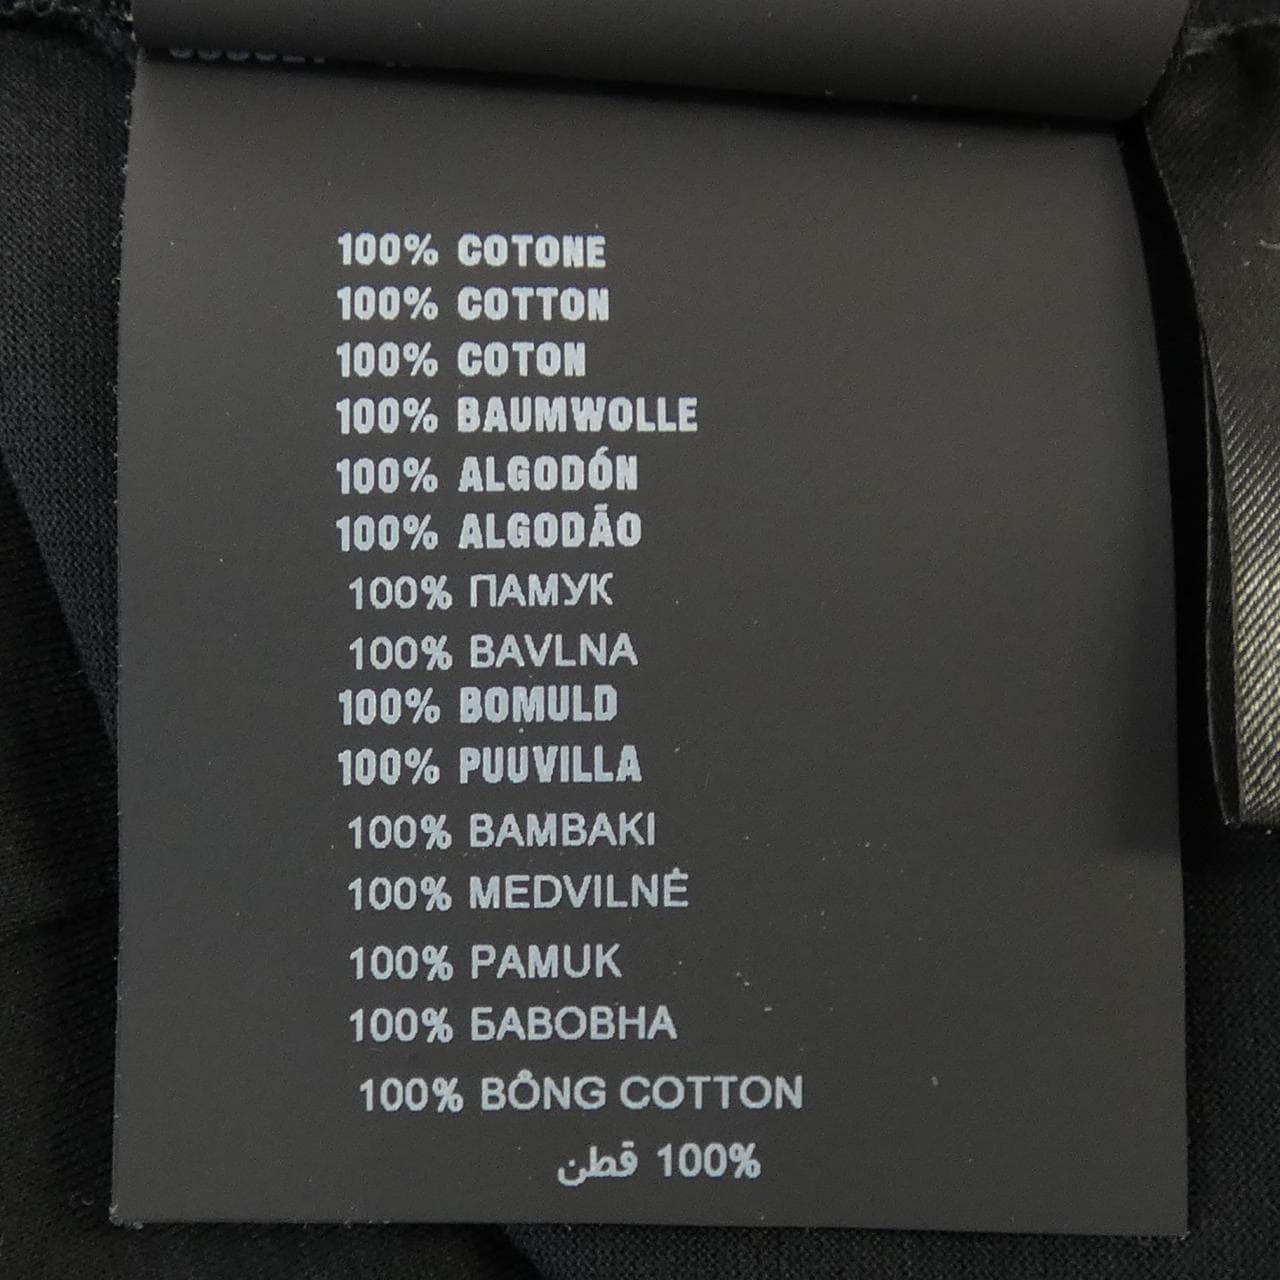 100% COTONE
100% COTTON
100% COTON
100% BAUMWOLLE
100% ALGODÓN
100% ALGODÃO
100% ПАМУК
100% BAVLNA
100% BOMULD
100% PUUVILLA
100% BAMBAKI
100% MEDVILNĖ
100% PAMUK
100% БАВОВНА
100% BÔNG COTTON
100% قطن